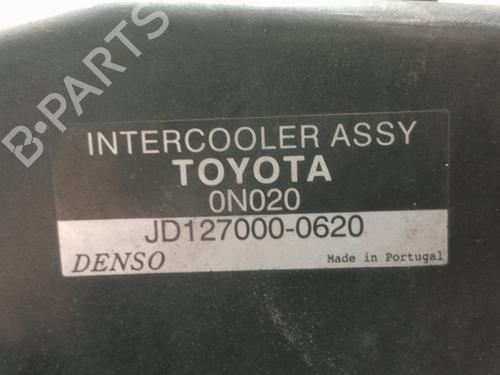 B-PARTS
INTERCOOLER ASSY
TOYOTA
0N020
JD127000-0620
DENSO Made in Portugal